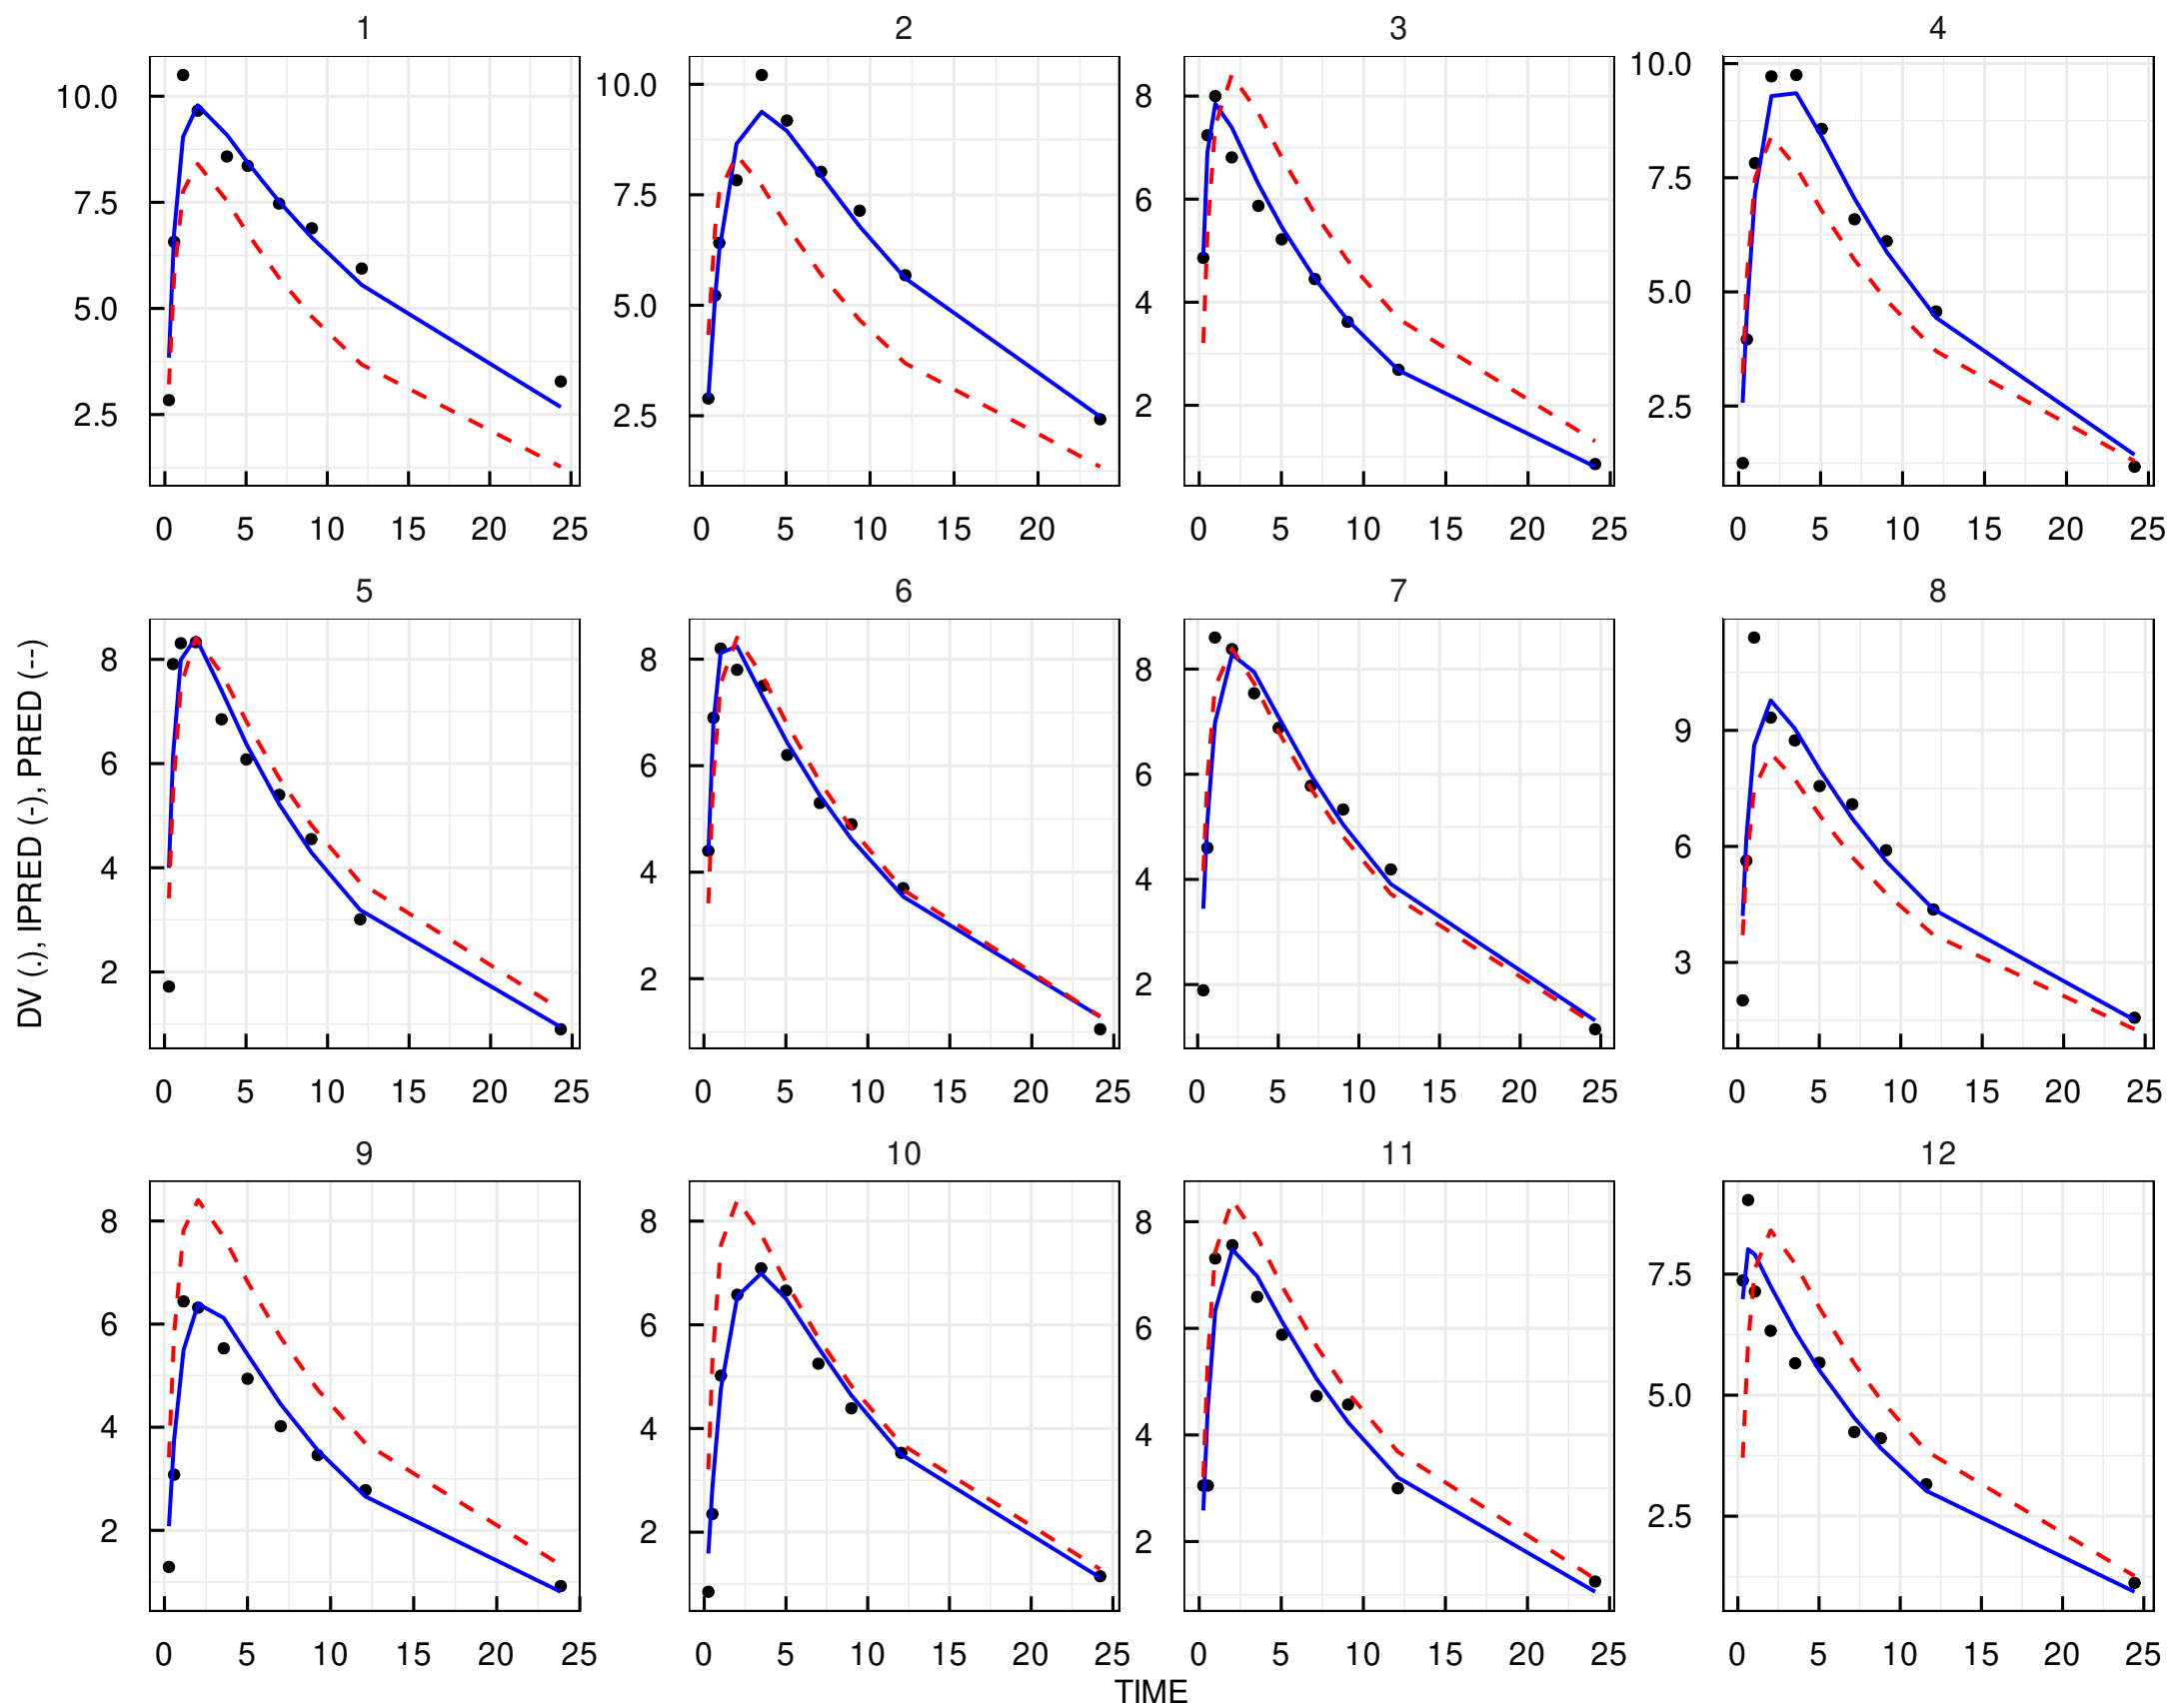 1 2 3 4
10.0 10.0 8 10.0
7.5 7.5 6 7.5
5.0 5.0 4 5.0
2.5 2.5 2 2.5
0 5 10 15 20 25 0 5 10 15 20 0 5 10 15 20 25 0 5 10 15 20 25
5 6 7 8
8 8 8 9
6 6 6 6
4 4 4 3
2 2 2
0 5 10 15 20 25 0 5 10 15 20 25 0 5 10 15 20 25 0 5 10 15 20 25
9 10 11 12
8 8 8 7.5
6 6 6 5.0
4 4 4 2.5
2 2 2
0 5 10 15 20 25 0 5 10 15 20 25 0 5 10 15 20 25 0 5 10 15 20 25
TIME
DV (.), IPRED (-), PRED (--)